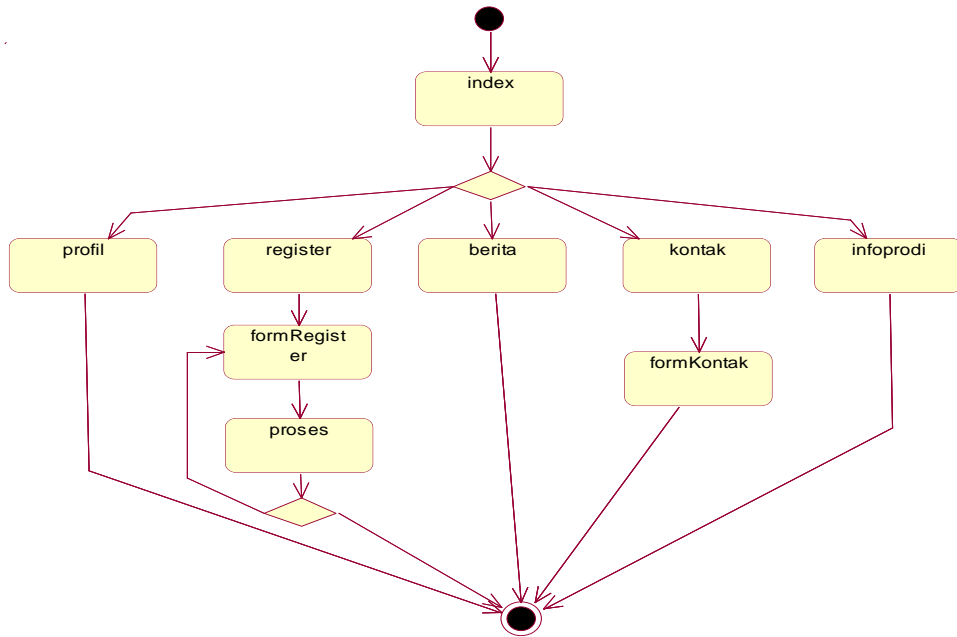 index
profil
register
berita
kontak
infoprodi
formRegist
er
formKontak
proses